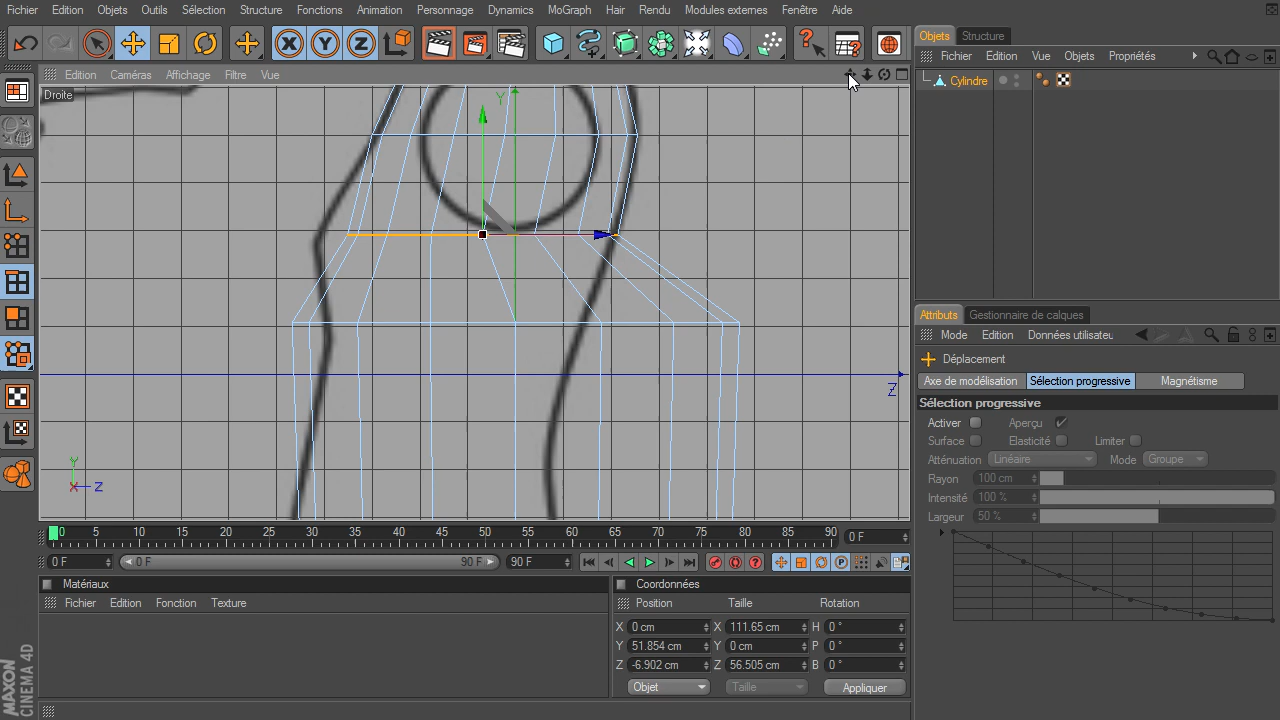 Fichier Edition Objets Outils Sélection Structure Fonctions Animation Personnage Dynamics MoGraph Hair Rendu Modules externes Fenêtre Aide
Objets Structure
Fichier Edition Vue Objets Propriétés
Edition Caméras Affichage Filtre Vue
Cylindre
Droite
Y
Z
Y
X Z
Attributs Gestionnaire de calques
Mode Edition Données utilisateu
Déplacement
Axe de modélisation Sélection progressive Magnétisme
Sélection progressive
Activer Aperçu
Surface Elasticité Limiter
Atténuation Linéaire Mode Groupe
Rayon 100 cm
Intensité 100 %
Largeur 50 %
0 5 10 15 20 25 30 35 40 45 50 55 60 65 70 75 80 85 90 0 F
0 F 0 F 90 F 90 F
Matériaux
Fichier Edition Fonction Texture
Coordonnées
Position Taille Rotation
X 0 cm X 111.65 cm H 0 °
Y 51.854 cm Y 0 cm P 0 °
Z -6.902 cm Z 56.505 cm B 0 °
Objet Taille Appliquer
MAXON
CINEMA 4D